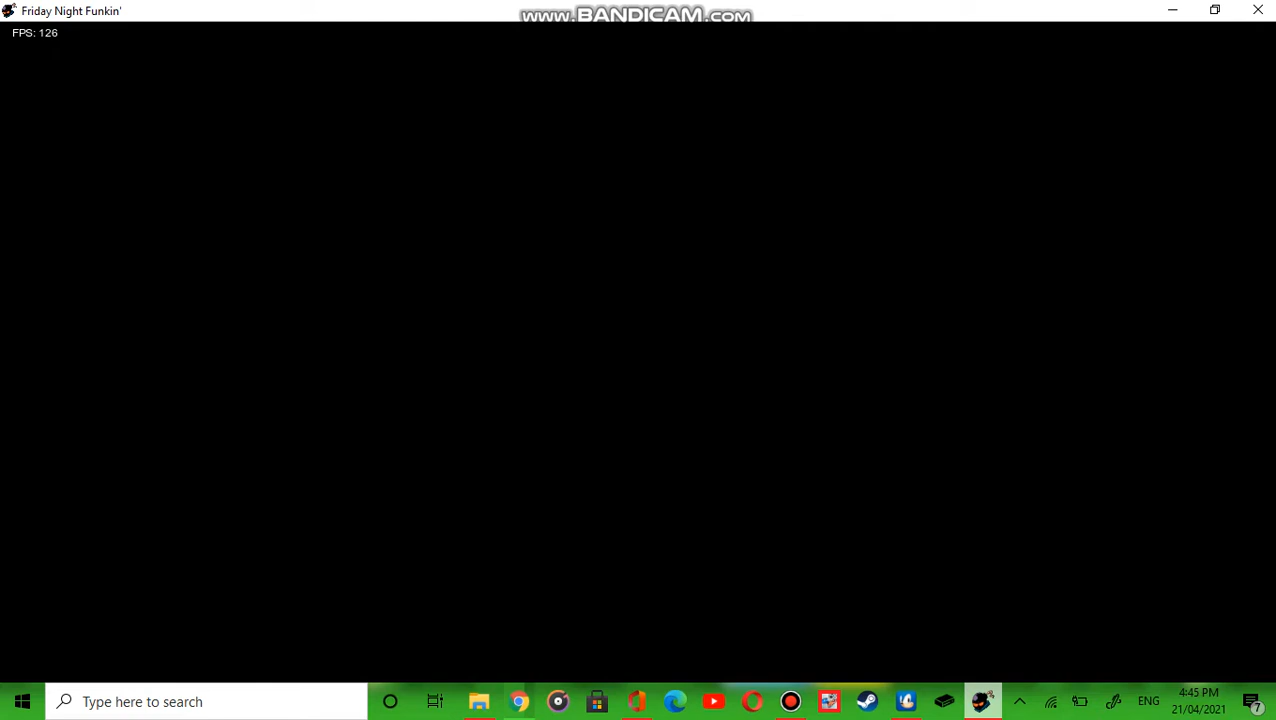 Friday Night Funkin'
www.BANDICAM.com
FPS: 126
Type here to search
ENG
4:45 PM
21/04/2021
7